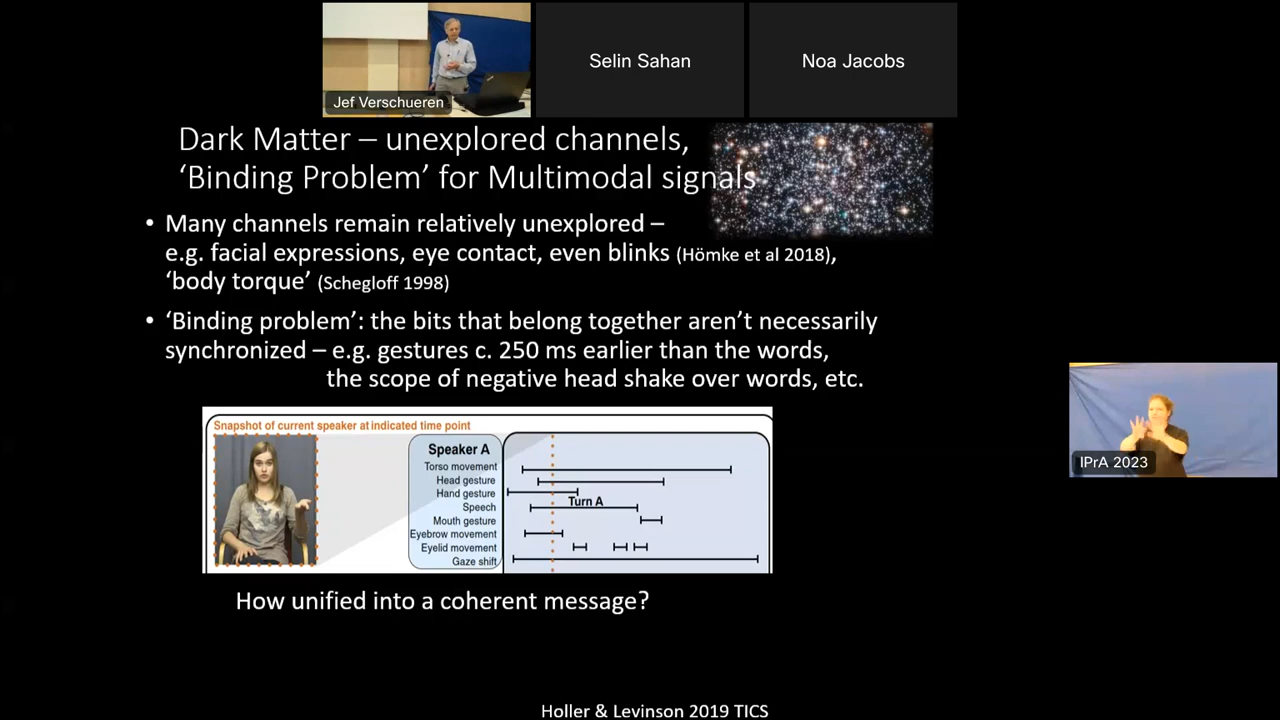 Selin Sahan
Noa Jacobs
Jef Verschueren
Dark Matter – unexplored channels,
‘Binding Problem’ for Multimodal signals
• Many channels remain relatively unexplored –
e.g. facial expressions, eye contact, even blinks (Hömke et al 2018),
‘body torque’ (Schegloff 1998)
• ‘Binding problem’: the bits that belong together aren’t necessarily
synchronized – e.g. gestures c. 250 ms earlier than the words,
the scope of negative head shake over words, etc.
IPrA 2023
Snapshot of current speaker at indicated time point
Speaker A
Torso movement
Head gesture
Hand gesture
Turn A
Speech
Mouth gesture
Eyebrow movement
Eyelid movement
Gaze shift
How unified into a coherent message?
Holler & Levinson 2019 TICS